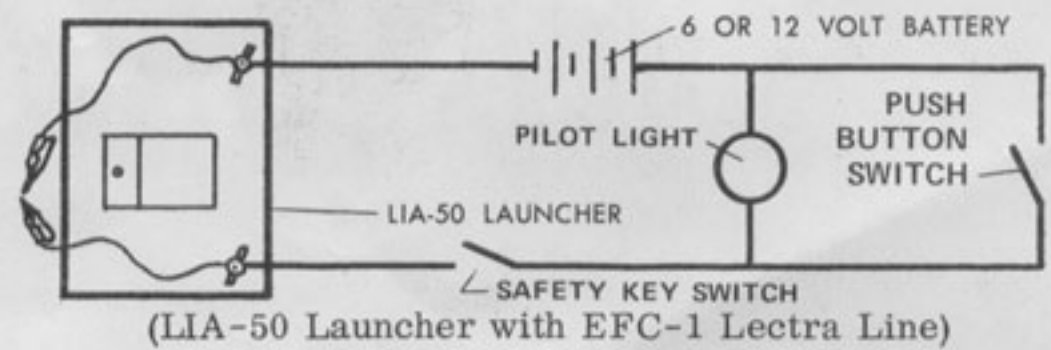 6 OR 12 VOLT BATTERY
PUSH
BUTTON
SWITCH
PILOT LIGHT
LIA-50 LAUNCHER
SAFETY KEY SWITCH
(LIA-50 Launcher with EFC-1 Lectra Line)